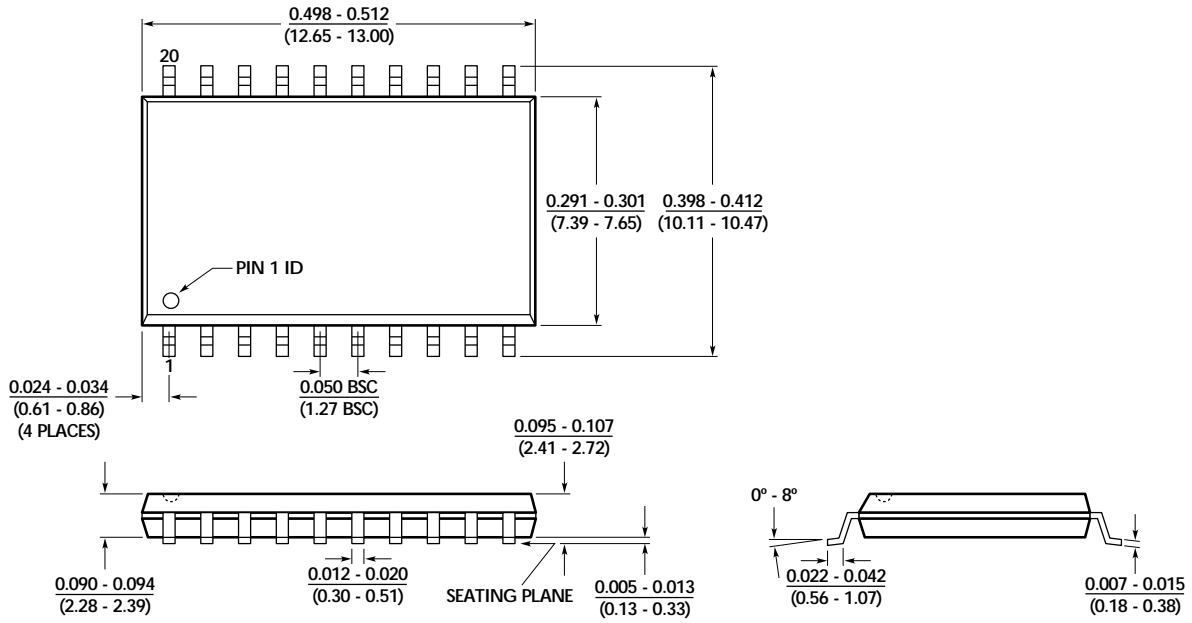 0.498 - 0.512
(12.65 - 13.00)
20
0.291 - 0.301
(7.39 - 7.65)
0.398 - 0.412
(10.11 - 10.47)
PIN 1 ID
1
0.024 - 0.034
(0.61 - 0.86)
(4 PLACES)
0.050 BSC
(1.27 BSC)
0.095 - 0.107
(2.41 - 2.72)
0º - 8º
0.090 - 0.094
(2.28 - 2.39)
0.012 - 0.020
(0.30 - 0.51)
SEATING PLANE
0.005 - 0.013
(0.13 - 0.33)
0.022 - 0.042
(0.56 - 1.07)
0.007 - 0.015
(0.18 - 0.38)